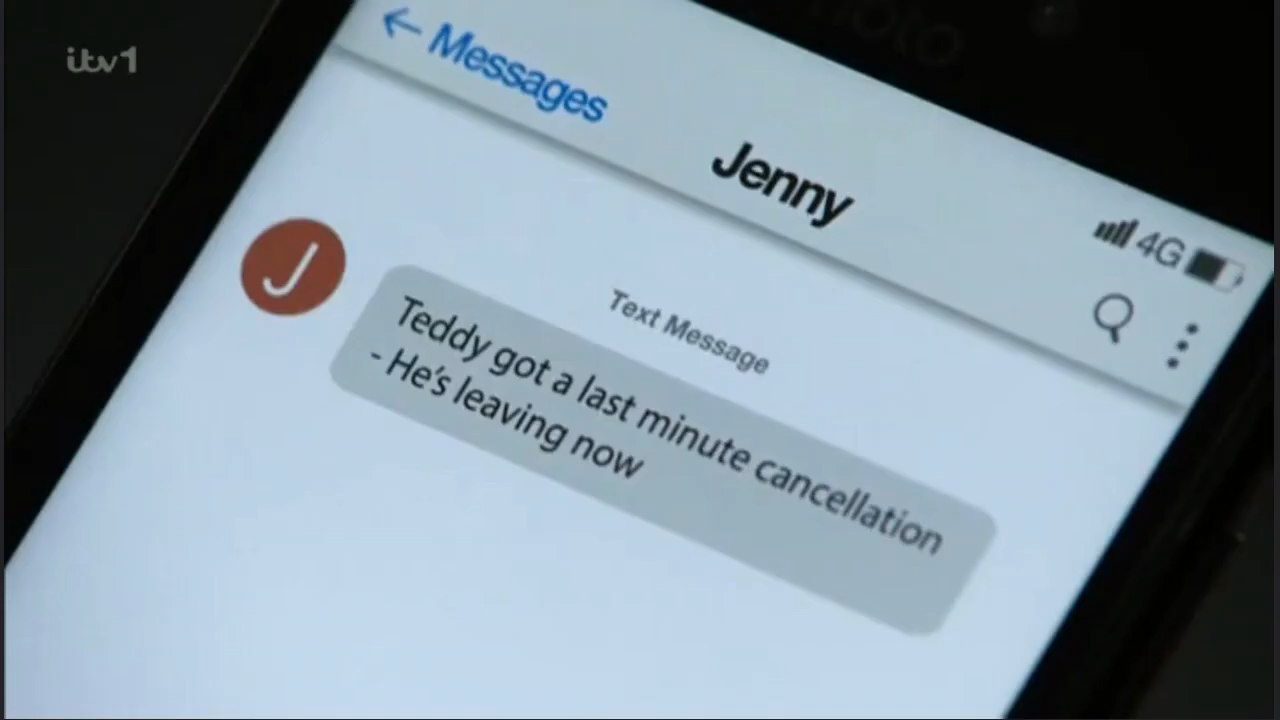 itv1
← Messages
Jenny
4G
J
Text Message
Teddy got a last minute cancellation
- He's leaving now